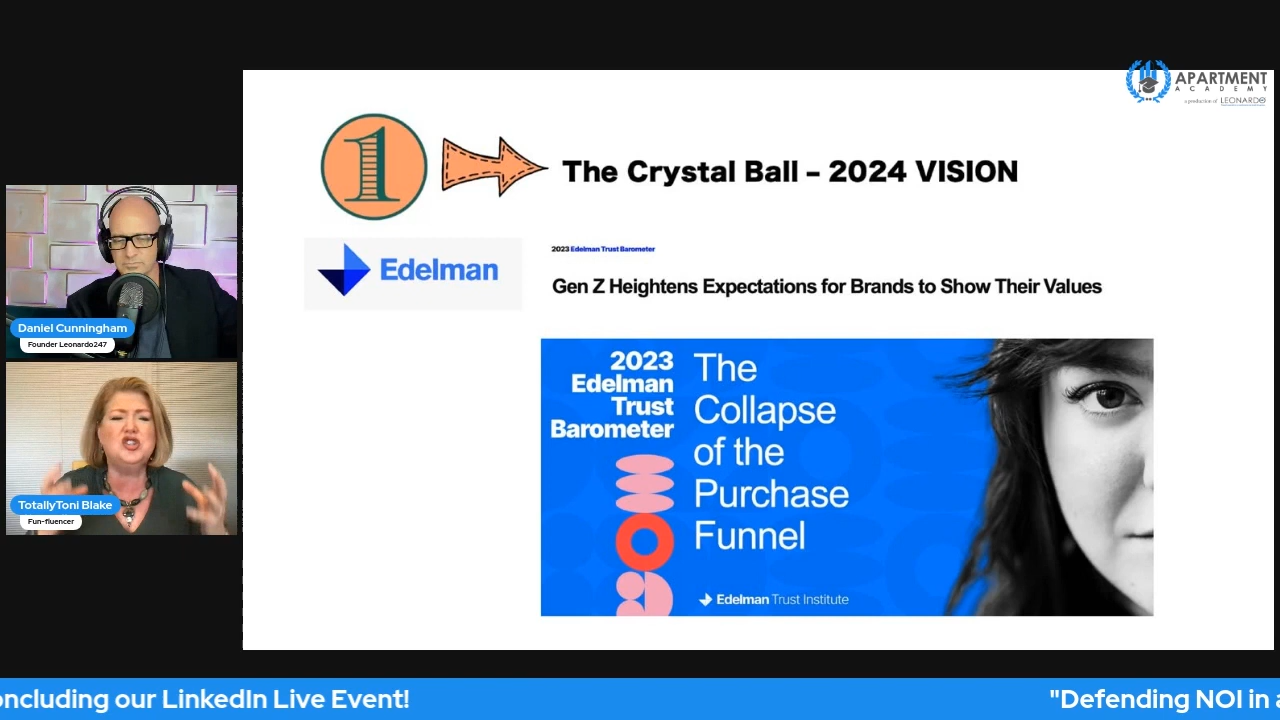 APARTMENT
ACADEMY
a production of LEONARDO
1
The Crystal Ball – 2024 VISION
Edelman
2023 Edelman Trust Barometer
Gen Z Heightens Expectations for Brands to Show Their Values
2023
Edelman
Trust
Barometer
The
Collapse
of the
Purchase
Funnel
Edelman Trust Institute
Daniel Cunningham
Founder Leonardo247
TotallyToni Blake
Fun-fluencer
oncluding our LinkedIn Live Event!
"Defending NOI in a